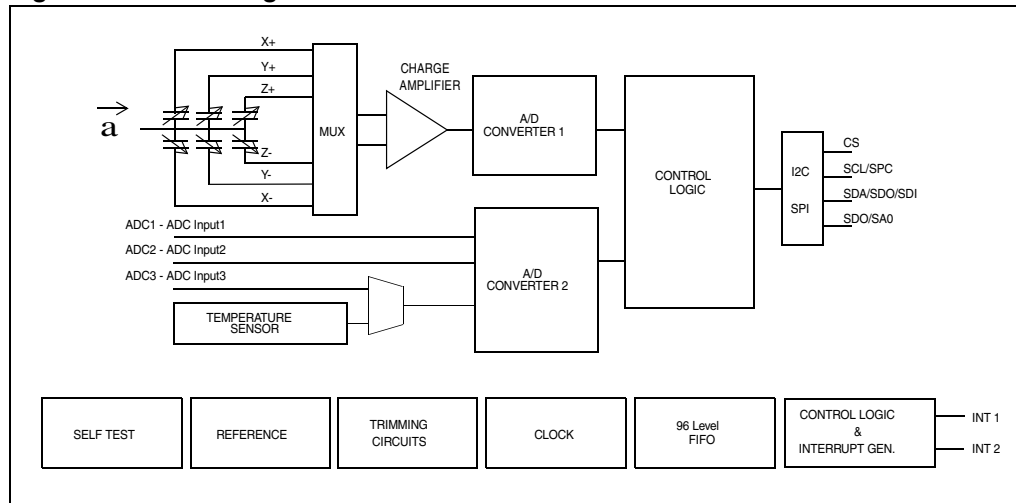 X+
Y+
Z+
CHARGE
AMPLIFIER
a
MUX
A/D
CONVERTER 1
CONTROL
LOGIC
I2C
SPI
CS
SCL/SPC
SDA/SDO/SDI
SDO/SA0
Z-
Y-
X-
ADC1 - ADC Input1
ADC2 - ADC Input2
ADC3 - ADC Input3
A/D
CONVERTER 2
TEMPERATURE
SENSOR
SELF TEST
REFERENCE
TRIMMING
CIRCUITS
CLOCK
96 Level
FIFO
CONTROL LOGIC
&
INTERRUPT GEN.
INT 1
INT 2